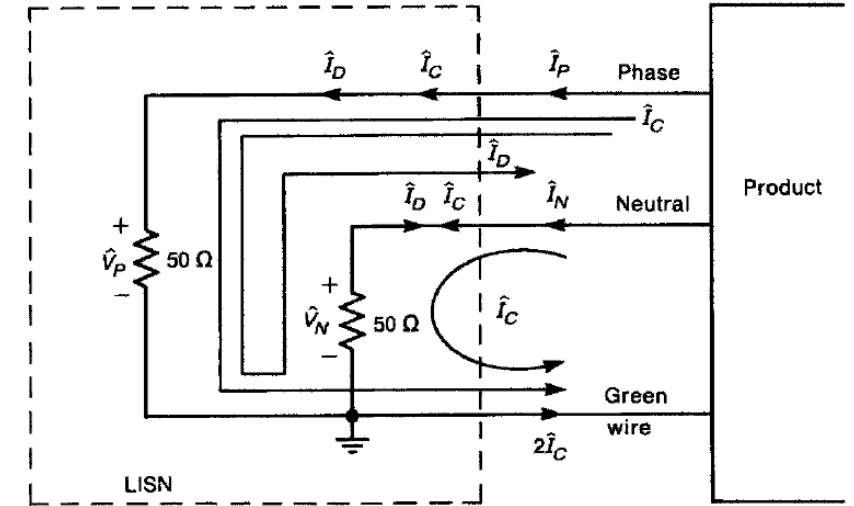 Î_D Î_C Î_P Phase
Î_C
Î_D
Î_D Î_C Î_N Neutral
Product
+
V̂_P 50 Ω
−
+
V̂_N 50 Ω
−
Î_C
Green
wire
2Î_C
LISN